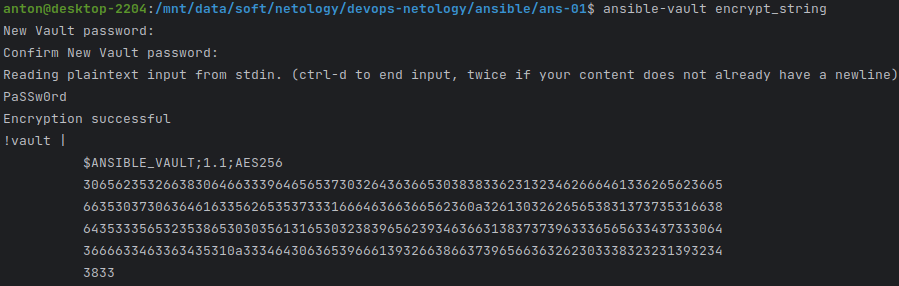 anton@desktop-2204:/mnt/data/soft/netology/devops-netology/ansible/ans-01$ ansible-vault encrypt_string
New Vault password:
Confirm New Vault password:
Reading plaintext input from stdin. (ctrl-d to end input, twice if your content does not already have a newline)
PaSSw0rd
Encryption successful
!vault |
$ANSIBLE_VAULT;1.1;AES256
30656235326638306466333964656537303264363665303838336231323462666461336265623665
6635303730636461633562653537333166646366366562360a326130326265653831373735316638
64353335653235386530303561316530323839656239346366313837373963336565633437333064
3666633463363435310a333464306365396661393266386637396566363262303338323231393234
3833